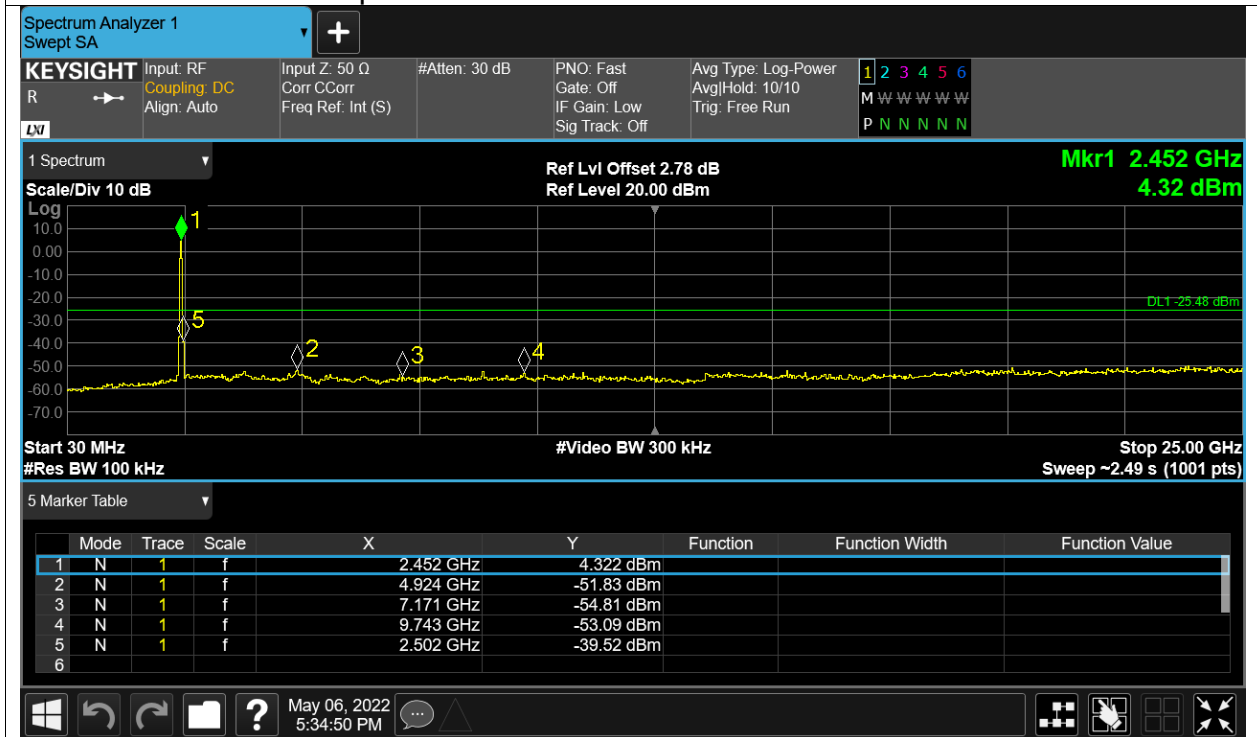 Spectrum Analyzer 1
Swept SA
+
KEYSIGHT Input: RF Input Z: 50 Ω #Atten: 30 dB PNO: Fast Avg Type: Log-Power 1 2 3 4 5 6
R Coupling: DC Corr CCorr Gate: Off Avg|Hold: 10/10
Align: Auto Freq Ref: Int (S) IF Gain: Low Trig: Free Run M W W W W W
LXI Sig Track: Off P N N N N N
1 Spectrum Ref Lvl Offset 2.78 dB Mkr1 2.452 GHz
Scale/Div 10 dB Ref Level 20.00 dBm 4.32 dBm
Log
1
10.0
0.00
-10.0
-20.0
DL1 -25.48 dBm
-30.0 5
-40.0 2 3 4
-50.0
-60.0
-70.0
Start 30 MHz #Video BW 300 kHz Stop 25.00 GHz
#Res BW 100 kHz Sweep ~2.49 s (1001 pts)
5 Marker Table
Mode Trace Scale X Y Function Function Width Function Value
1 N 1 f 2.452 GHz 4.322 dBm
2 N 1 f 4.924 GHz -51.83 dBm
3 N 1 f 7.171 GHz -54.81 dBm
4 N 1 f 9.743 GHz -53.09 dBm
5 N 1 f 2.502 GHz -39.52 dBm
6
? May 06, 2022
5:34:50 PM